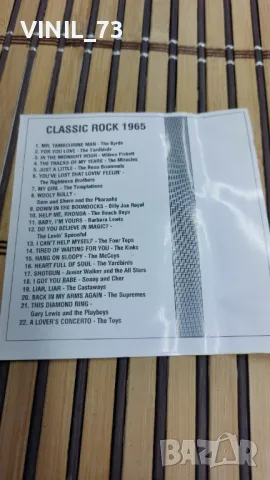 VINIL_73
CLASSIC ROCK 1965
1. MR. TAMBOURINE MAN - The Byrds
2. FOR YOU LOVE - The Yardbirds
3. IN THE MIDNIGHT HOUR - Wilson Pickett
4. THE TRACKS OF MY TEARS - The Miracles
5. JUST A LITTLE - The Beau Brummels
6. YOU'VE LOST THAT LOVIN' FEELIN' -
The Righteous Brothers
7. MY GIRL - The Temptations
8. WOOLY BULLY -
Sam and Sham and the Pharaohs
9. DOWN IN THE BOONDOCKS - Billy Joe Royal
10. HELP ME, RHONDA - The Beach Boys
11. BABY, I'M YOURS - Barbara Lewis
12. DO YOU BELIEVE IN MAGIC? -
The Lovin' Spoonful
13. I CAN'T HELP MYSELF? - The Four Tops
14. TIRED OF WAITING FOR YOU - The Kinks
15. HANG ON SLOOPY - The McCoys
16. HEART FULL OF SOUL - The Yardbirds
17. SHOTGUN - Junior Walker and the All Stars
18. I GOT YOU BABE - Sonny and Cher
19. LIAR, LIAR - The Castaways
20. BACK IN MY ARMS AGAIN - The Supremes
21. THIS DIAMOND RING -
Gary Lewis and the Playboys
22. A LOVER'S CONCERTO - The Toys
bazar